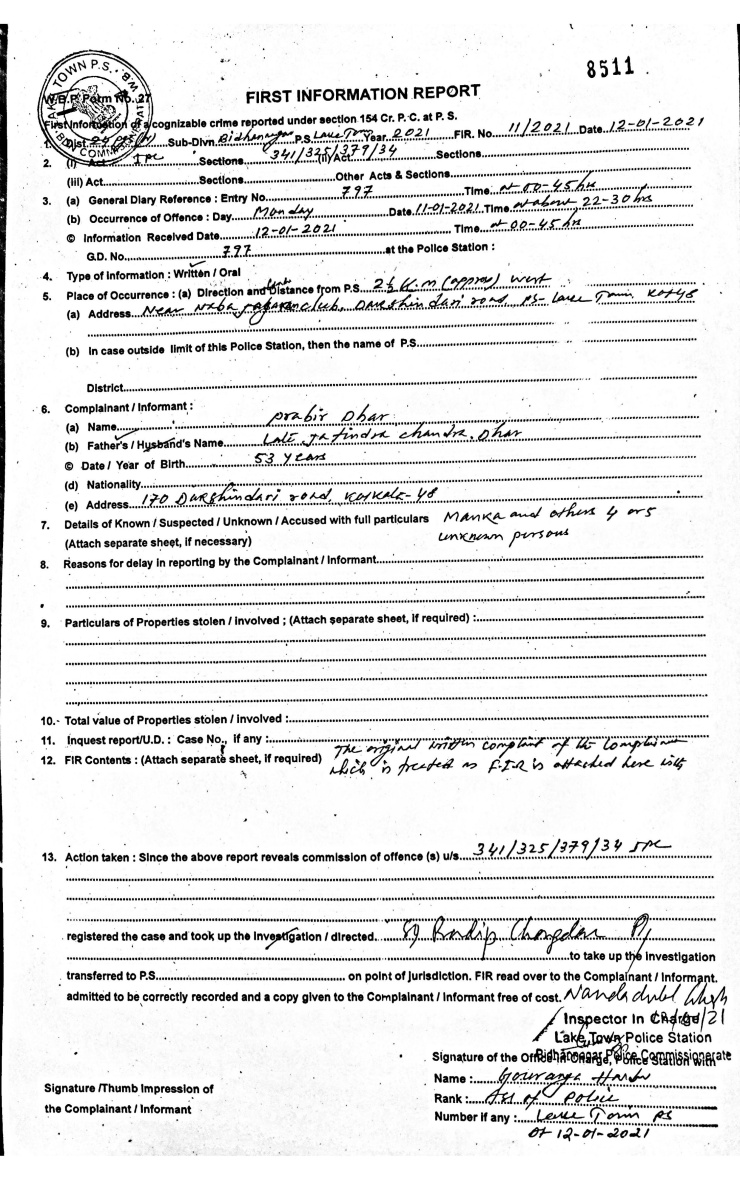 8511
LAKE TOWN P.S.
W.B.P. Form No. 27
FIRST INFORMATION REPORT
First Information of a cognizable crime reported under section 154 Cr. P. C. at P. S.
1. Dist. Sub-Divn. Bidhannagar P.S. Lake Town Year 2021 FIR. No. 11/2021 Date 12-01-2021
2. (i) Act IPC Sections 341/325/379/34 (ii) Act Sections
(iii) Act Sections Other Acts & Sections
3. (a) General Diary Reference : Entry No. 797 Time at 00-45 hrs
(b) Occurrence of Offence : Day Monday Date 11-01-2021 Time at about 22-30 hrs
© Information Received Date 12-01-2021 Time at 00-45 hrs
G.D. No. 797 at the Police Station :
4. Type of Information : Written / Oral
5. Place of Occurrence : (a) Direction and Distance from P.S. 2½ K.m (approx) west
(a) Address Near Naba Jagaran club, Dakshindari road, PS- Lake Town, Kol-48
(b) In case outside limit of this Police Station, then the name of P.S.
District
6. Complainant / Informant :
(a) Name Prabir Dhar
(b) Father's / Husband's Name Late Jatindra Chandra Dhar
© Date / Year of Birth 53 Years
(d) Nationality
(e) Address 170 Dakshindari road, Kolkata-48
7. Details of Known / Suspected / Unknown / Accused with full particulars Manka and others 4 or 5
(Attach separate sheet, if necessary) unknown persons
8. Reasons for delay in reporting by the Complainant / Informant
9. Particulars of Properties stolen / involved ; (Attach separate sheet, if required) :
10.- Total value of Properties stolen / involved :
11. Inquest report/U.D. : Case No., if any :
12. FIR Contents : (Attach separate sheet, if required) The original written complaint of the complainant
which is treated as F.I.R is attached here with
13. Action taken : Since the above report reveals commission of offence (s) u/s 341/325/379/34 IPC
registered the case and took up the Investigation / directed.
to take up the investigation
transferred to P.S. on point of jurisdiction. FIR read over to the Complainant / Informant.
admitted to be correctly recorded and a copy given to the Complainant / Informant free of cost.
Inspector In Charge
Lake Town Police Station
Bidhannagar Police Commissionerate
Signature of the Officer-in-Charge, Police Station with
Name :
Signature /Thumb Impression of
Rank : of Police
the Complainant / Informant
Number if any : Lake Town PS
Dt 12-01-2021